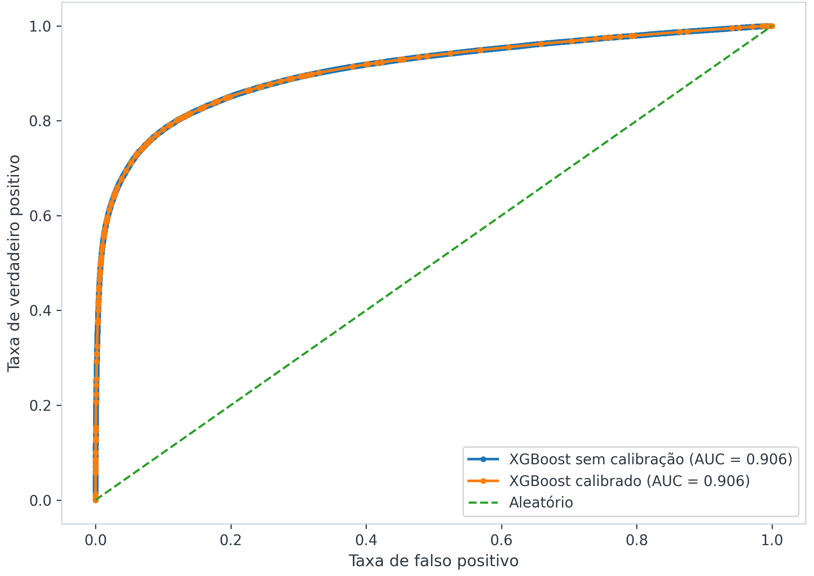 1.0
0.8
0.6
0.4
0.2
0.0
Taxa de verdadeiro positivo
XGBoost sem calibração (AUC = 0.906)
XGBoost calibrado (AUC = 0.906)
Aleatório
0.0 0.2 0.4 0.6 0.8 1.0
Taxa de falso positivo